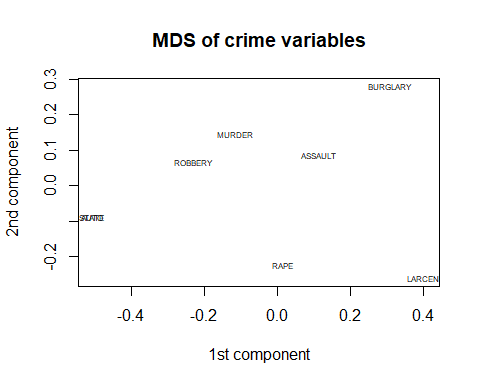 MDS of crime variables
0.3
0.2
0.1
0.0
-0.2
2nd component
BURGLARY
MURDER
ASSAULT
ROBBERY
RAPE
LARCEN
-0.4
-0.2
0.0
0.2
0.4
1st component